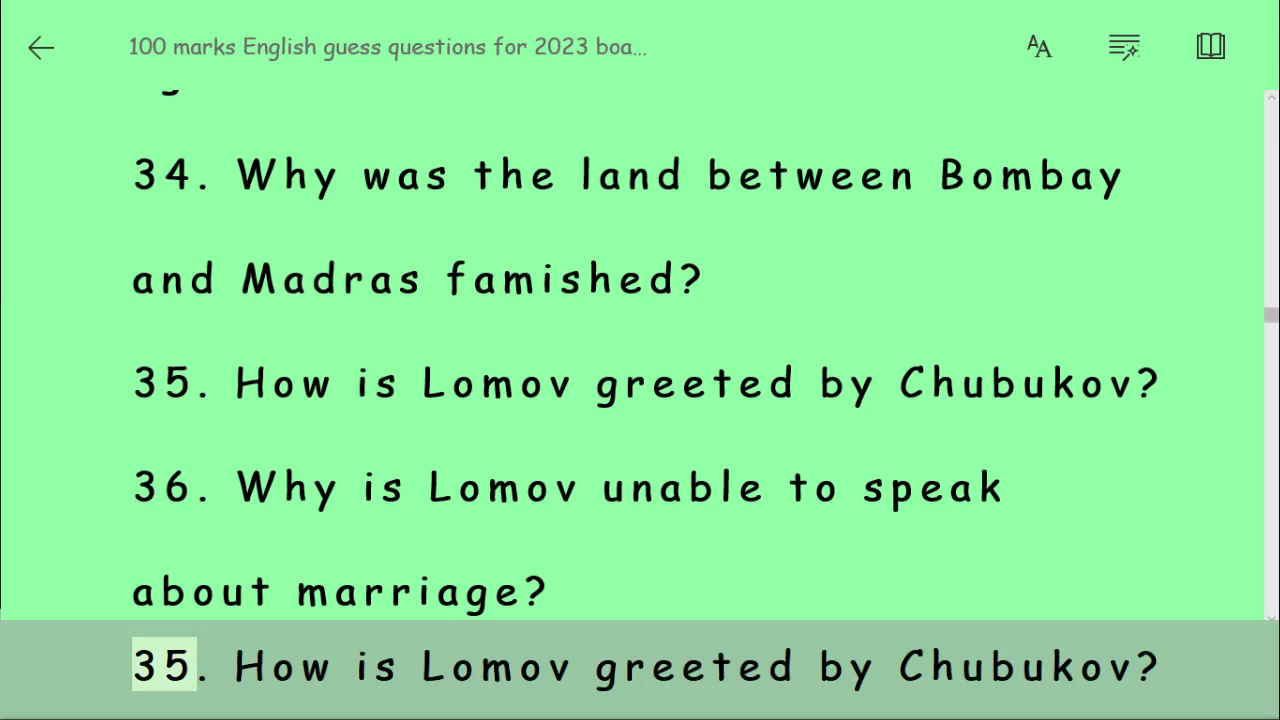 100 marks English guess questions for 2023 boa...
34. Why was the land between Bombay
and Madras famished?
35. How is Lomov greeted by Chubukov?
36. Why is Lomov unable to speak
about marriage?
35. How is Lomov greeted by Chubukov?